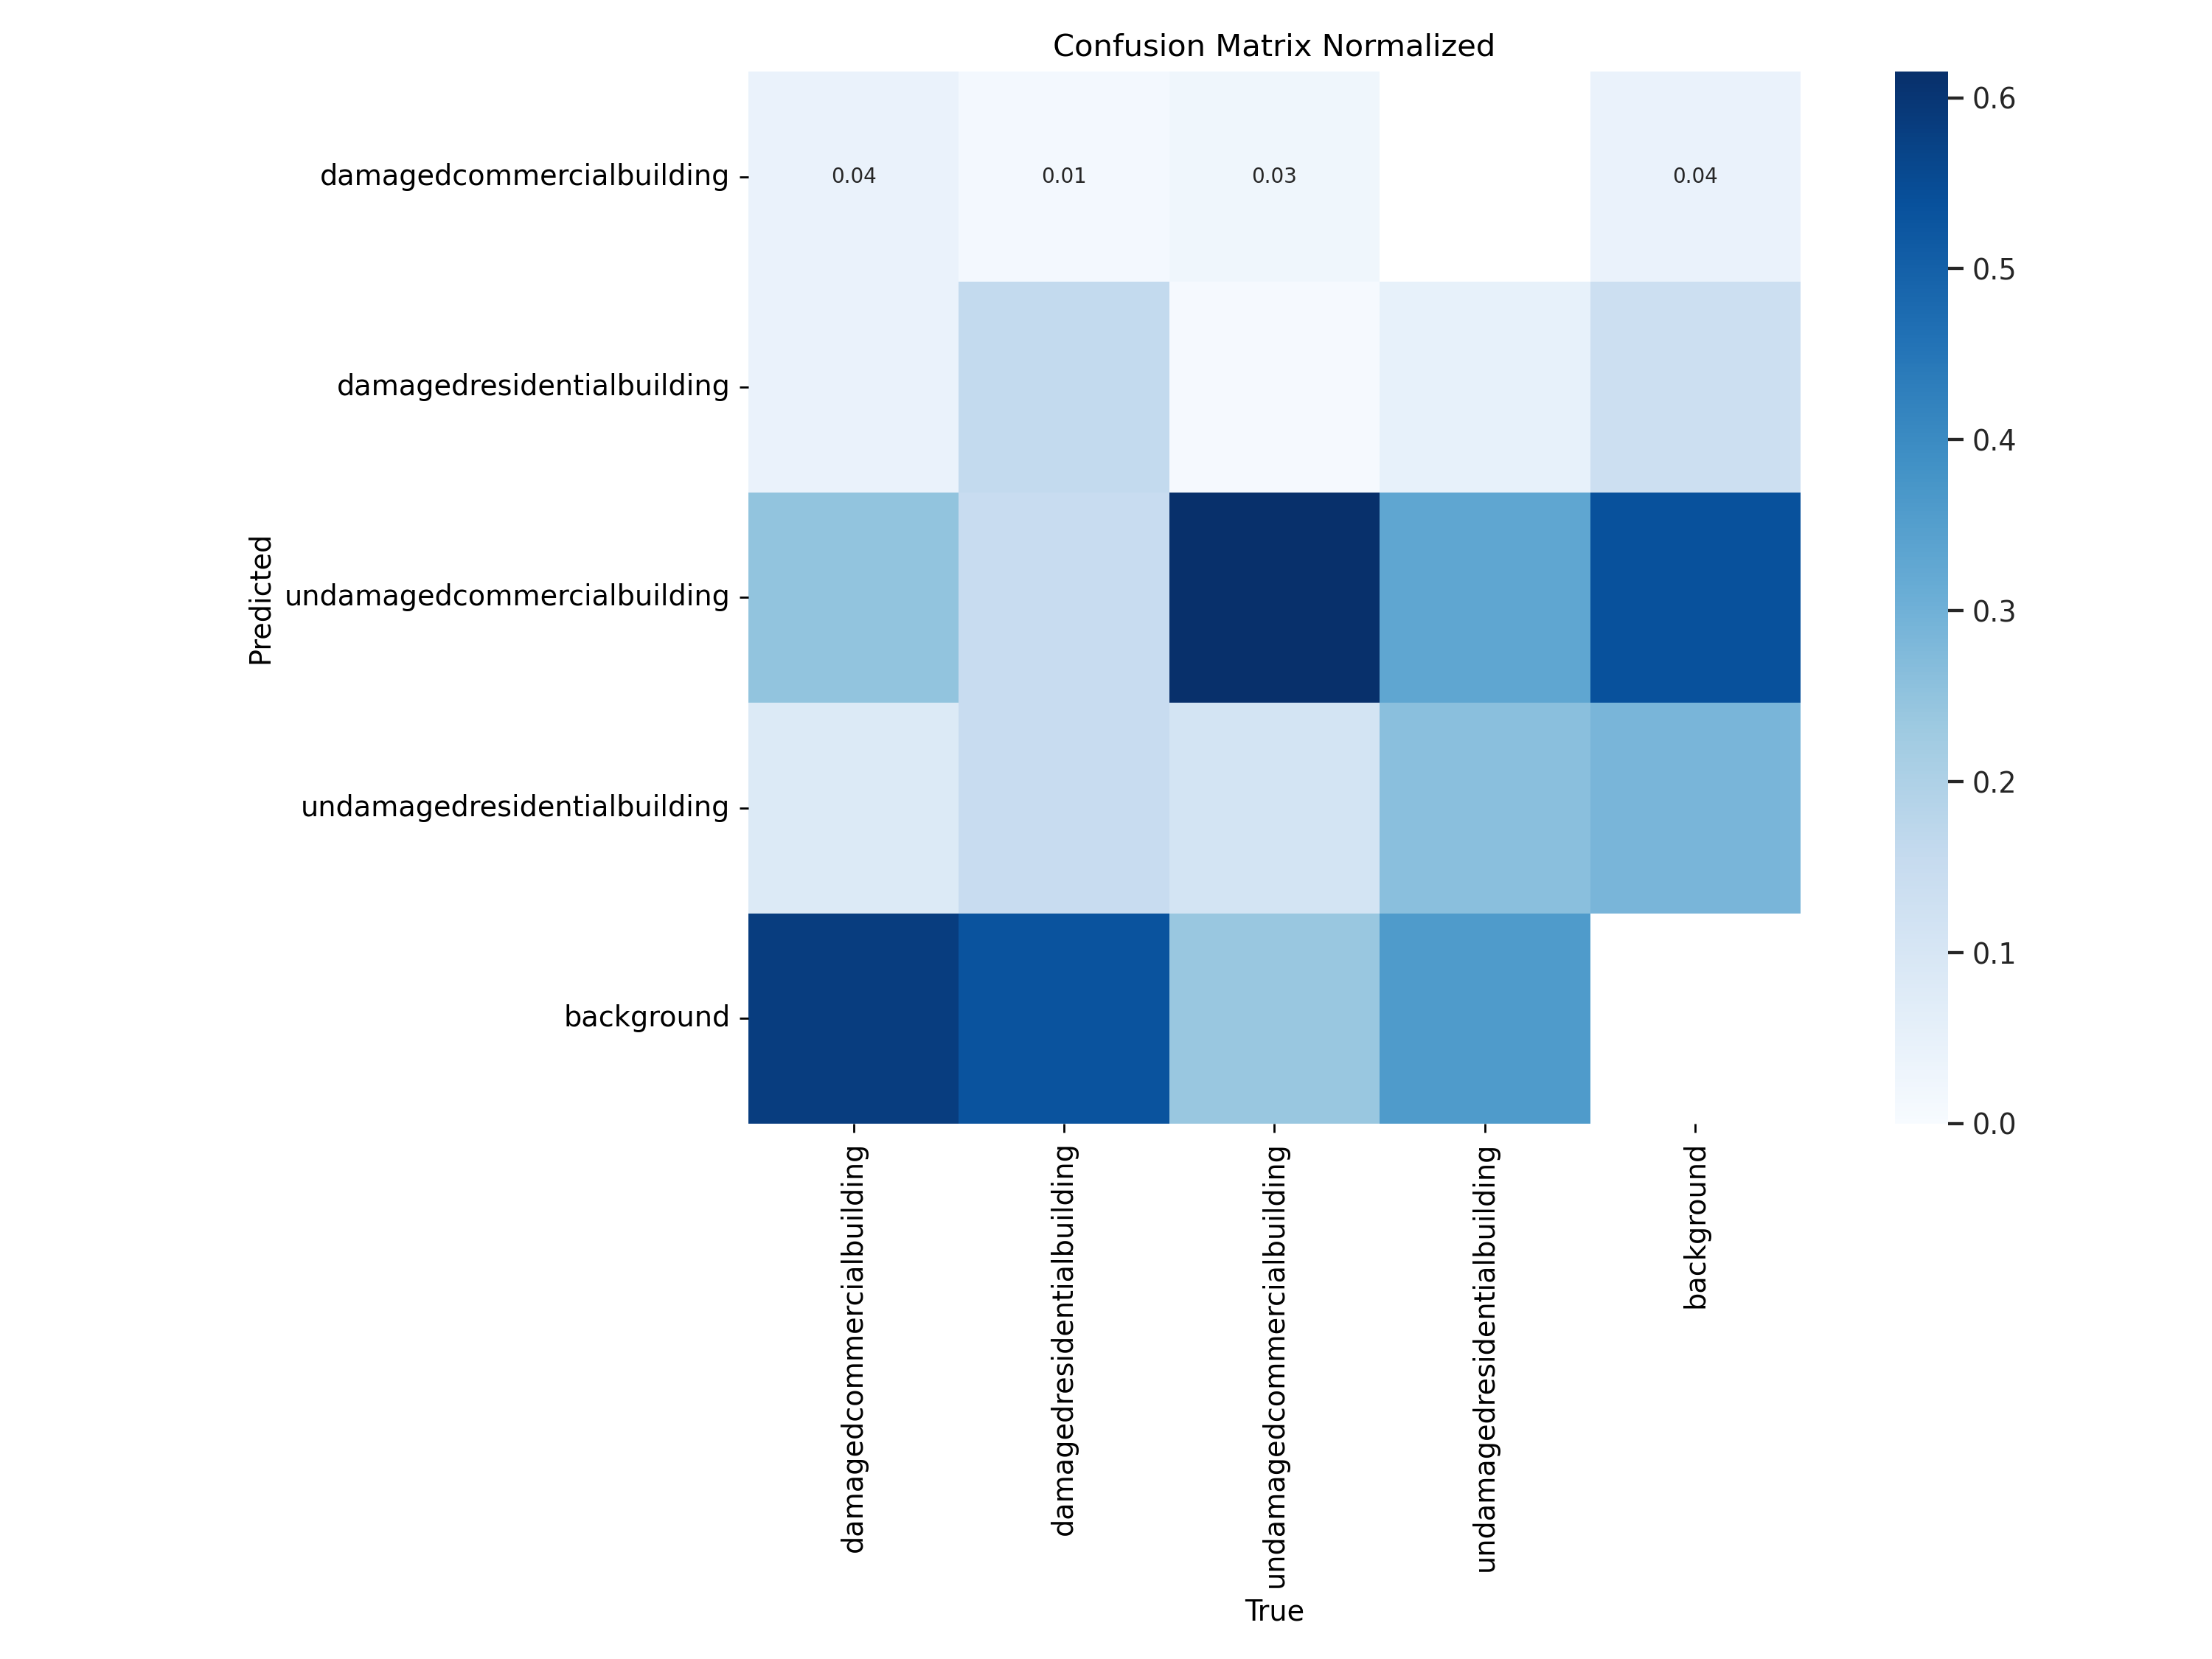 Confusion Matrix Normalized
damagedcommercialbuilding
0.04 0.01 0.03 0.04
damagedresidentialbuilding
undamagedcommercialbuilding
undamagedresidentialbuilding
background
Predicted
damagedcommercialbuilding
damagedresidentialbuilding
undamagedcommercialbuilding
undamagedresidentialbuilding
background
True
0.6
0.5
0.4
0.3
0.2
0.1
0.0